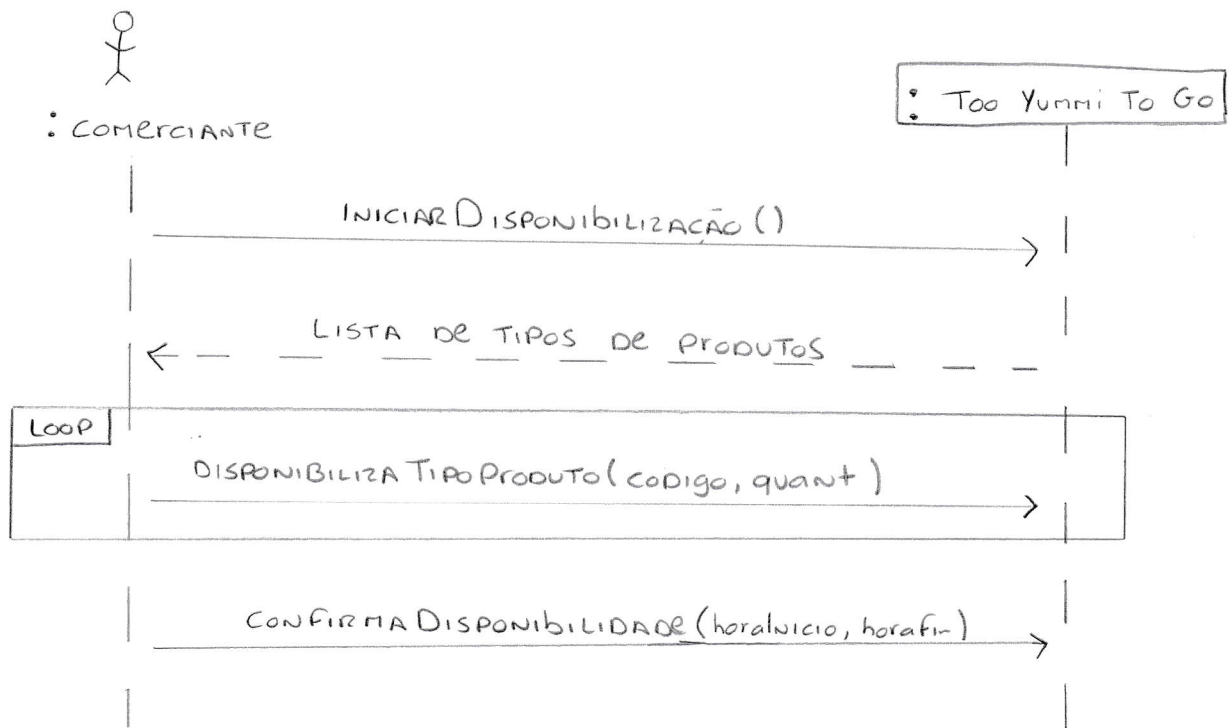 : Comerciante
: Too Yummi To Go
IniciarDisponibilização()
Lista de tipos de produtos
Loop
DisponibilizaTipoProduto(codigo, quant)
ConfirmaDisponibilidade(horaInicio, horafim)